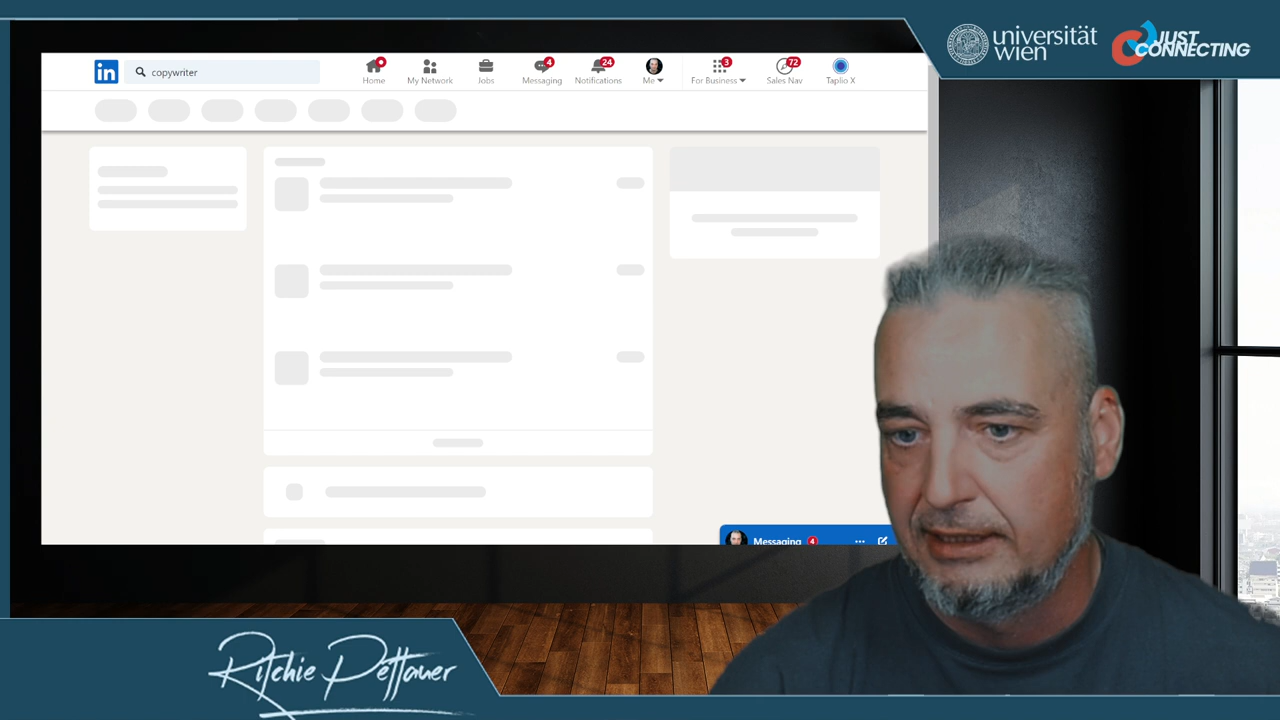 universität
wien
JUST
CONNECTING
in
copywriter
Home
My Network
Jobs
4
Messaging
24
Notifications
Me
3
For Business
72
Sales Nav
Taplio X
Messaging 4
Ritchie Pettauer